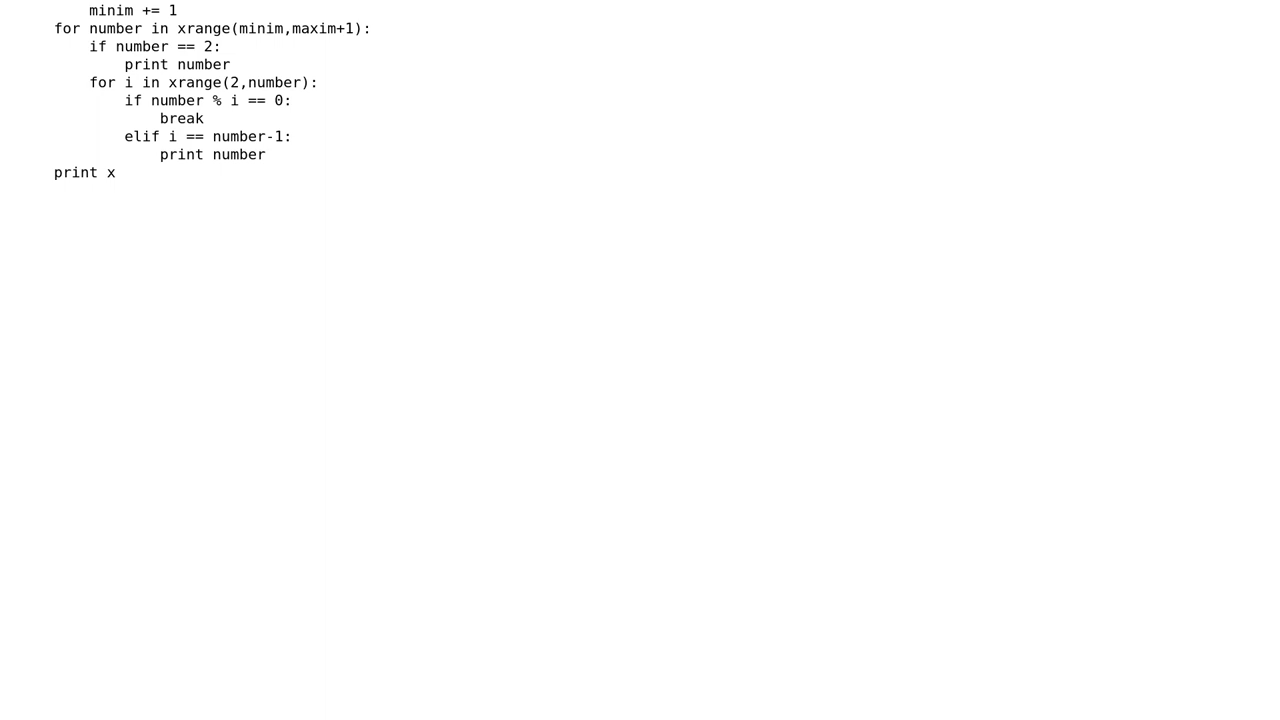 minim += 1
for number in xrange(minim,maxim+1):
    if number == 2:
        print number
    for i in xrange(2,number):
        if number % i == 0:
            break
        elif i == number-1:
            print number
print x